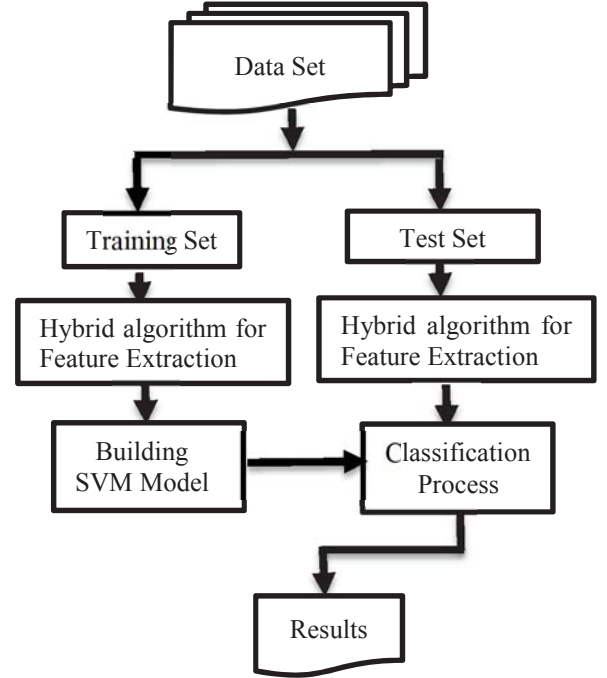 Data Set
Training Set
Test Set
Hybrid algorithm for
Feature Extraction
Hybrid algorithm for
Feature Extraction
Building
SVM Model
Classification
Process
Results